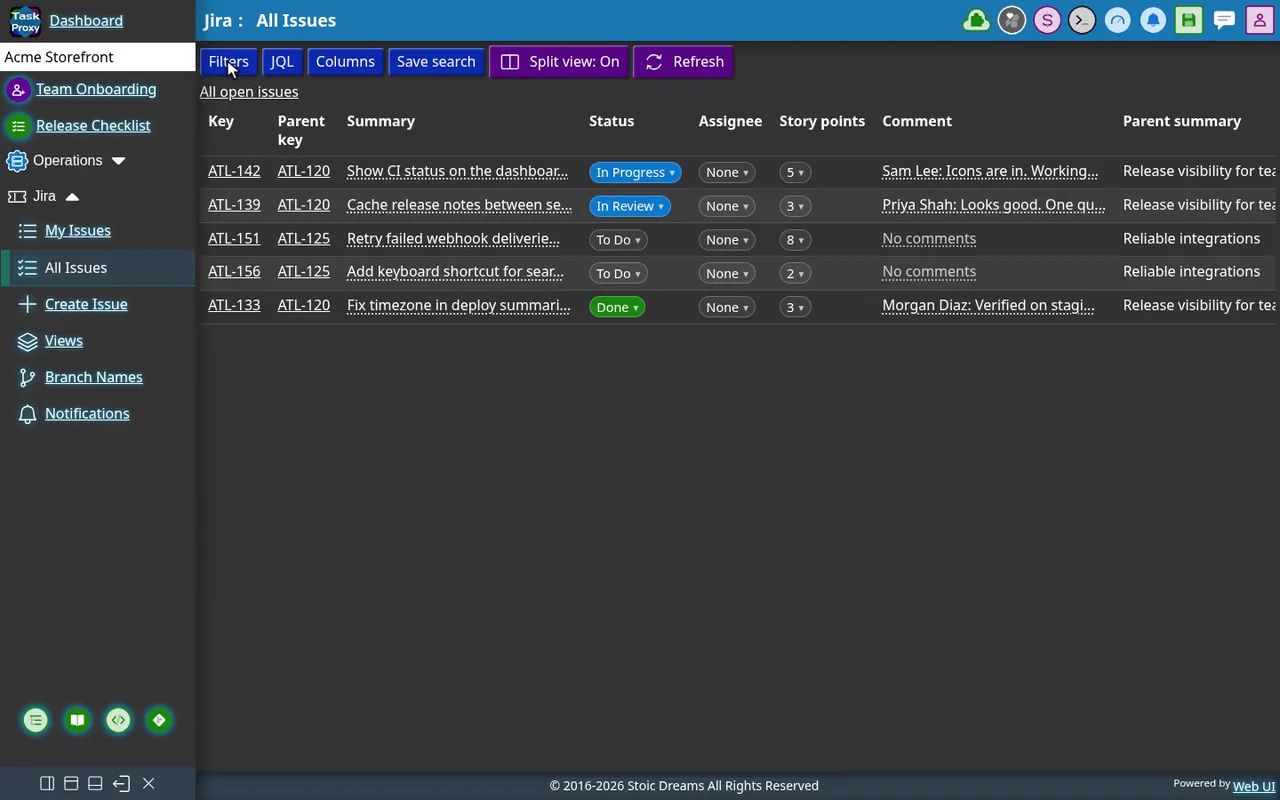 Task Proxy Dashboard
Jira : All Issues
S
Acme Storefront
Filters JQL Columns Save search Split view: On Refresh
Team Onboarding
Release Checklist
Operations
Jira
My Issues
All Issues
Create Issue
Views
Branch Names
Notifications
All open issues
Key Parent key Summary Status Assignee Story points Comment Parent summary
ATL-142 ATL-120 Show CI status on the dashboar... In Progress None 5 Sam Lee: Icons are in. Working... Release visibility for tea
ATL-139 ATL-120 Cache release notes between se... In Review None 3 Priya Shah: Looks good. One qu... Release visibility for tea
ATL-151 ATL-125 Retry failed webhook deliverie... To Do None 8 No comments Reliable integrations
ATL-156 ATL-125 Add keyboard shortcut for sear... To Do None 2 No comments Reliable integrations
ATL-133 ATL-120 Fix timezone in deploy summari... Done None 3 Morgan Diaz: Verified on stagi... Release visibility for tea
© 2016-2026 Stoic Dreams All Rights Reserved
Powered by Web UI